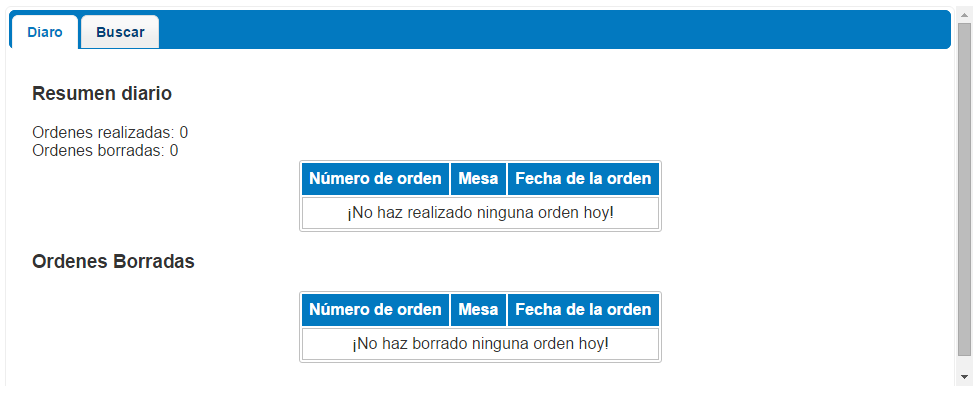 Diaro Buscar
Resumen diario
Ordenes realizadas: 0
Ordenes borradas: 0
Número de orden Mesa Fecha de la orden
¡No haz realizado ninguna orden hoy!
Ordenes Borradas
Número de orden Mesa Fecha de la orden
¡No haz borrado ninguna orden hoy!